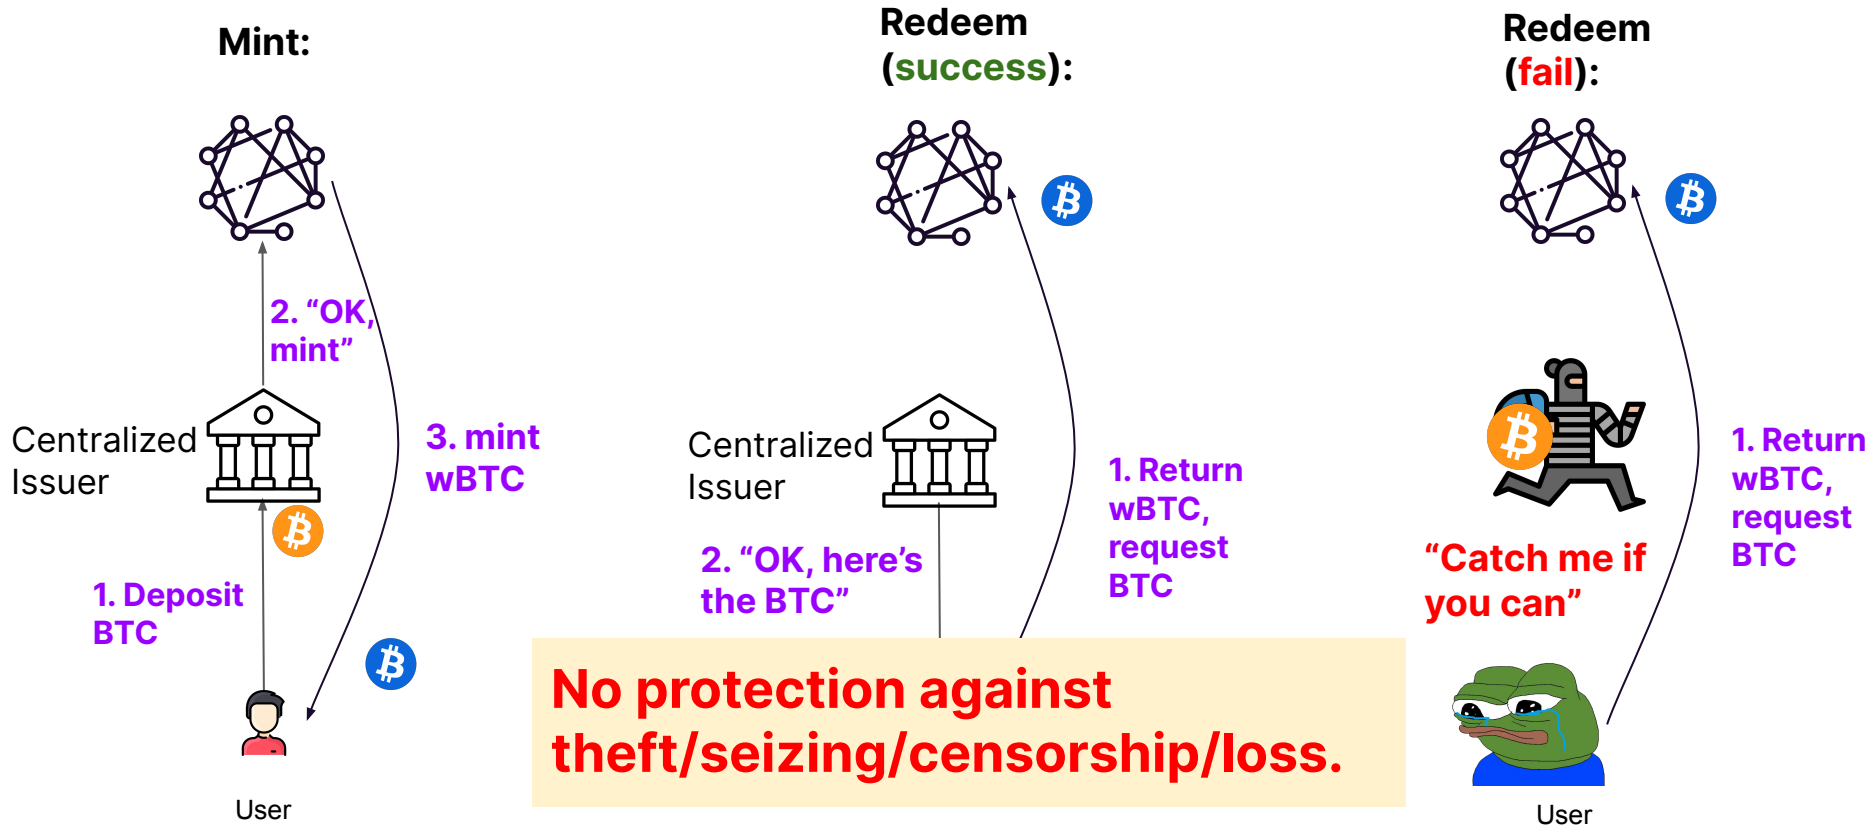 Mint:
2. “OK,
mint”
Centralized
Issuer
3. mint
wBTC
1. Deposit
BTC
User
Redeem
(success):
Centralized
Issuer
1. Return
wBTC,
request
BTC
2. “OK, here’s
the BTC”
No protection against
theft/seizing/censorship/loss.
Redeem
(fail):
1. Return
wBTC,
request
BTC
“Catch me if
you can”
User